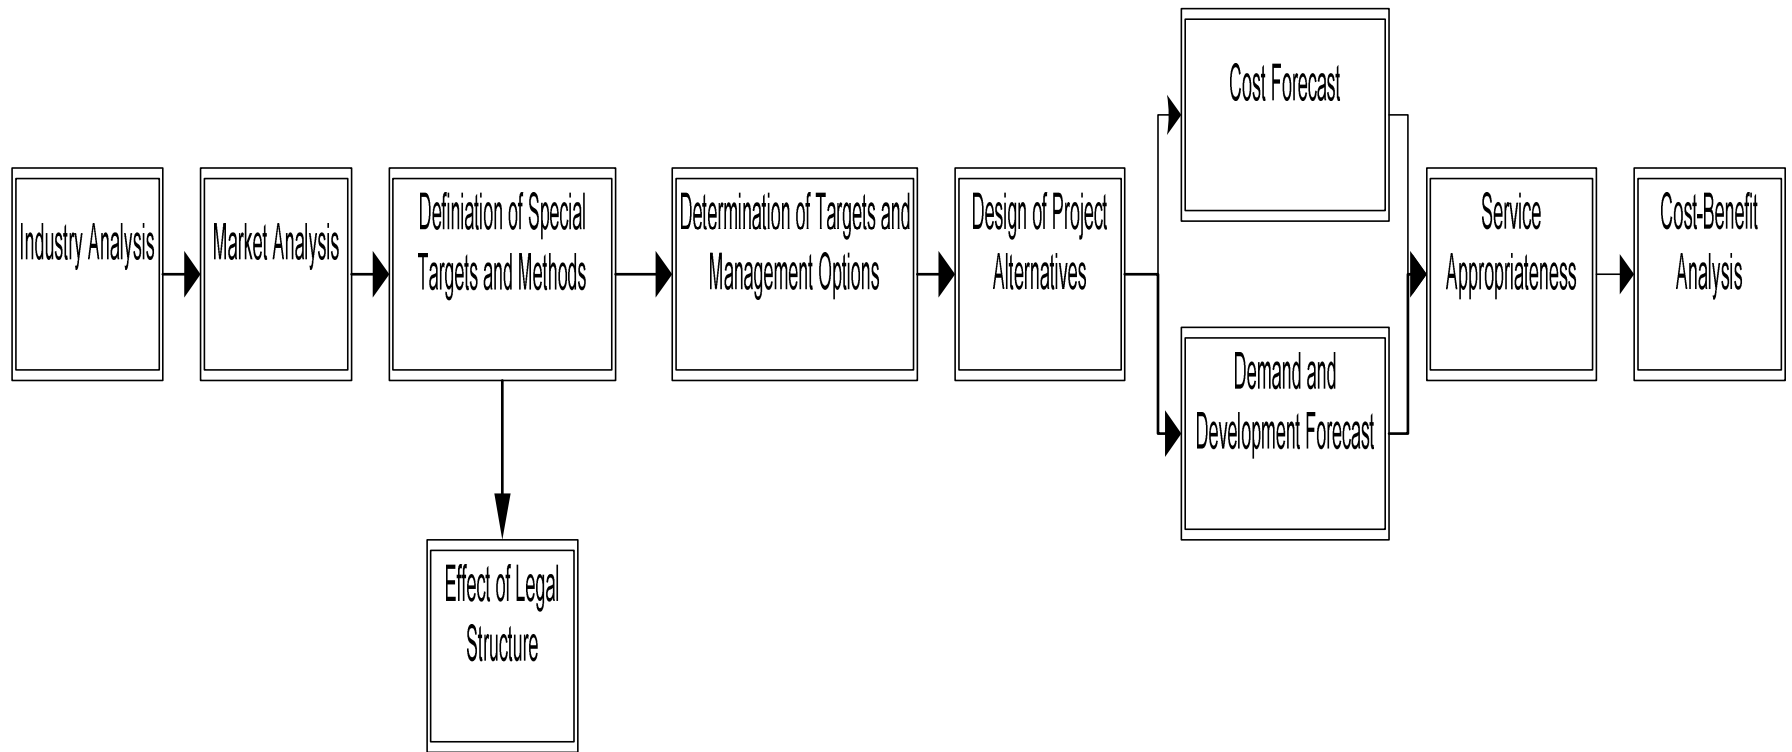 Industry Analysis
Market Analysis
Definiation of Special
Targets and Methods
Effect of Legal
Structure
Determination of Targets and
Management Options
Design of Project
Alternatives
Cost Forecast
Demand and
Development Forecast
Service
Appropriateness
Cost-Benefit
Analysis